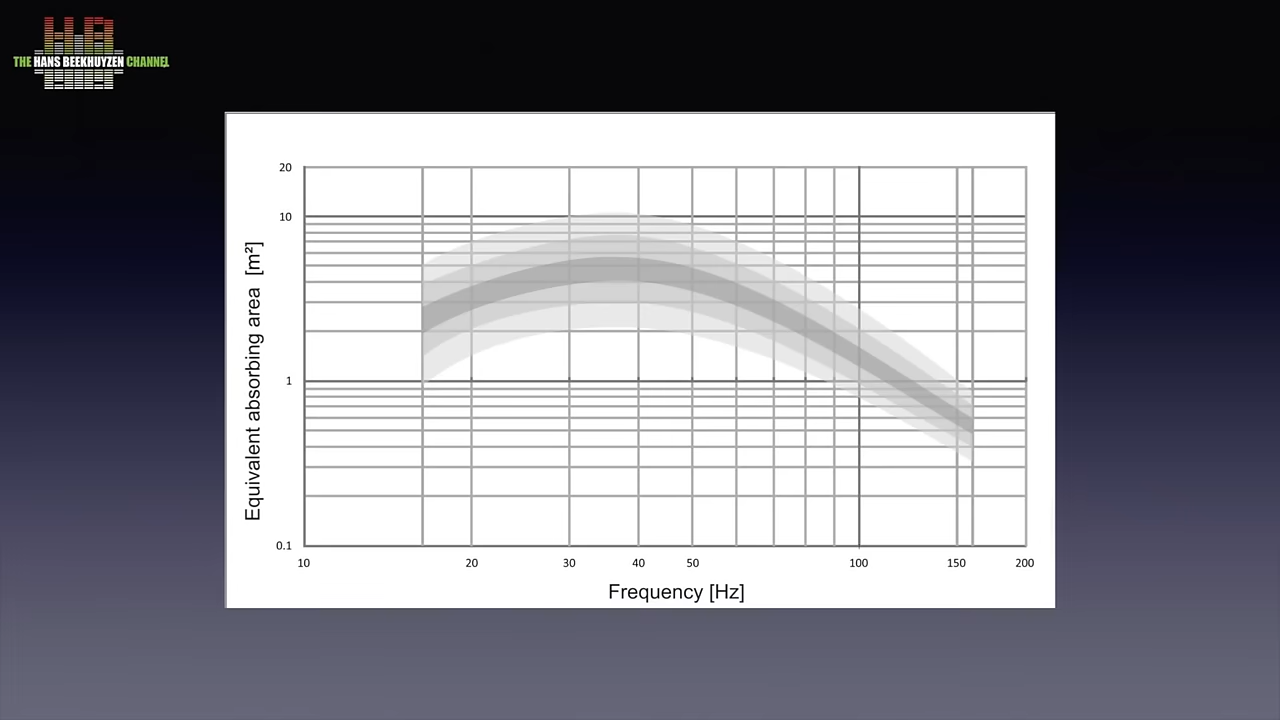 THE HANS BEEKHUYZEN CHANNEL
20
10
1
0.1
Equivalent absorbing area [m²]
10 20 30 40 50 100 150 200
Frequency [Hz]